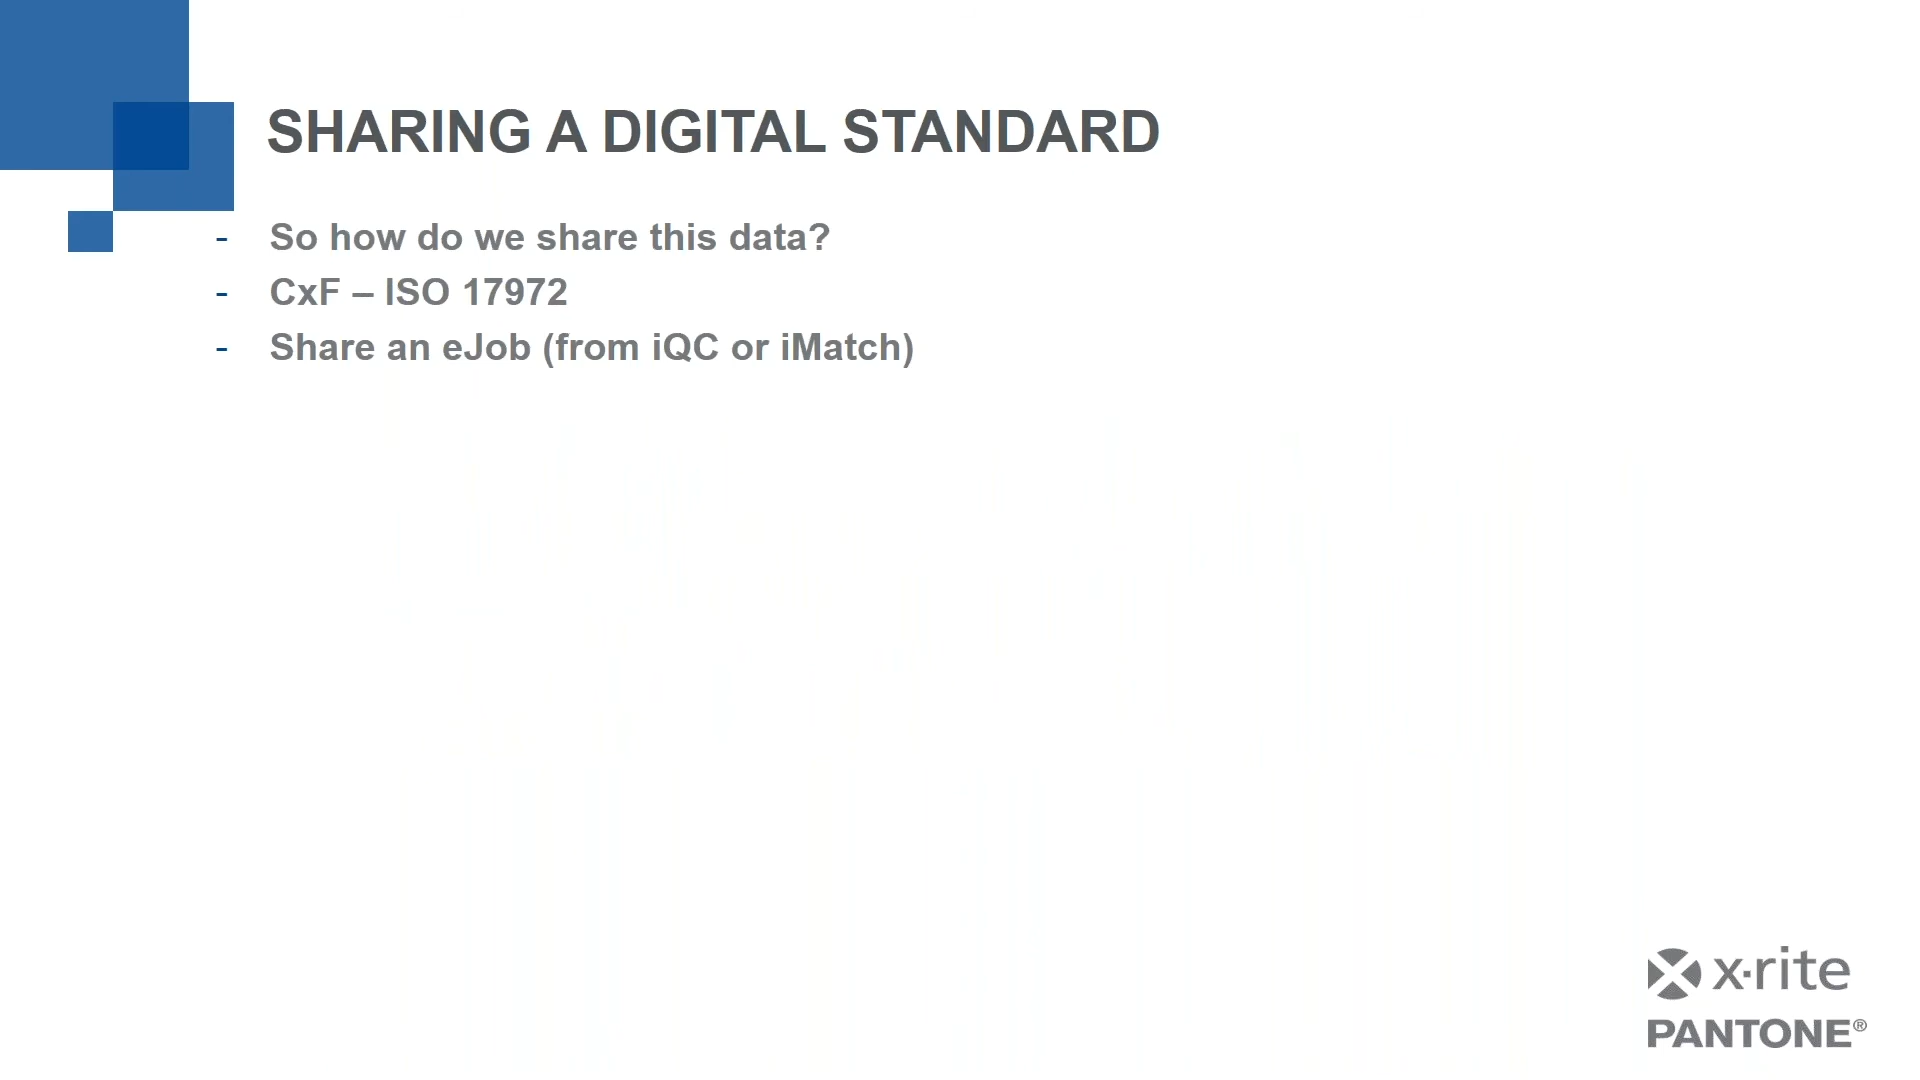 SHARING A DIGITAL STANDARD
- So how do we share this data?
- CxF – ISO 17972
- Share an eJob (from iQC or iMatch)
x·rite
PANTONE®